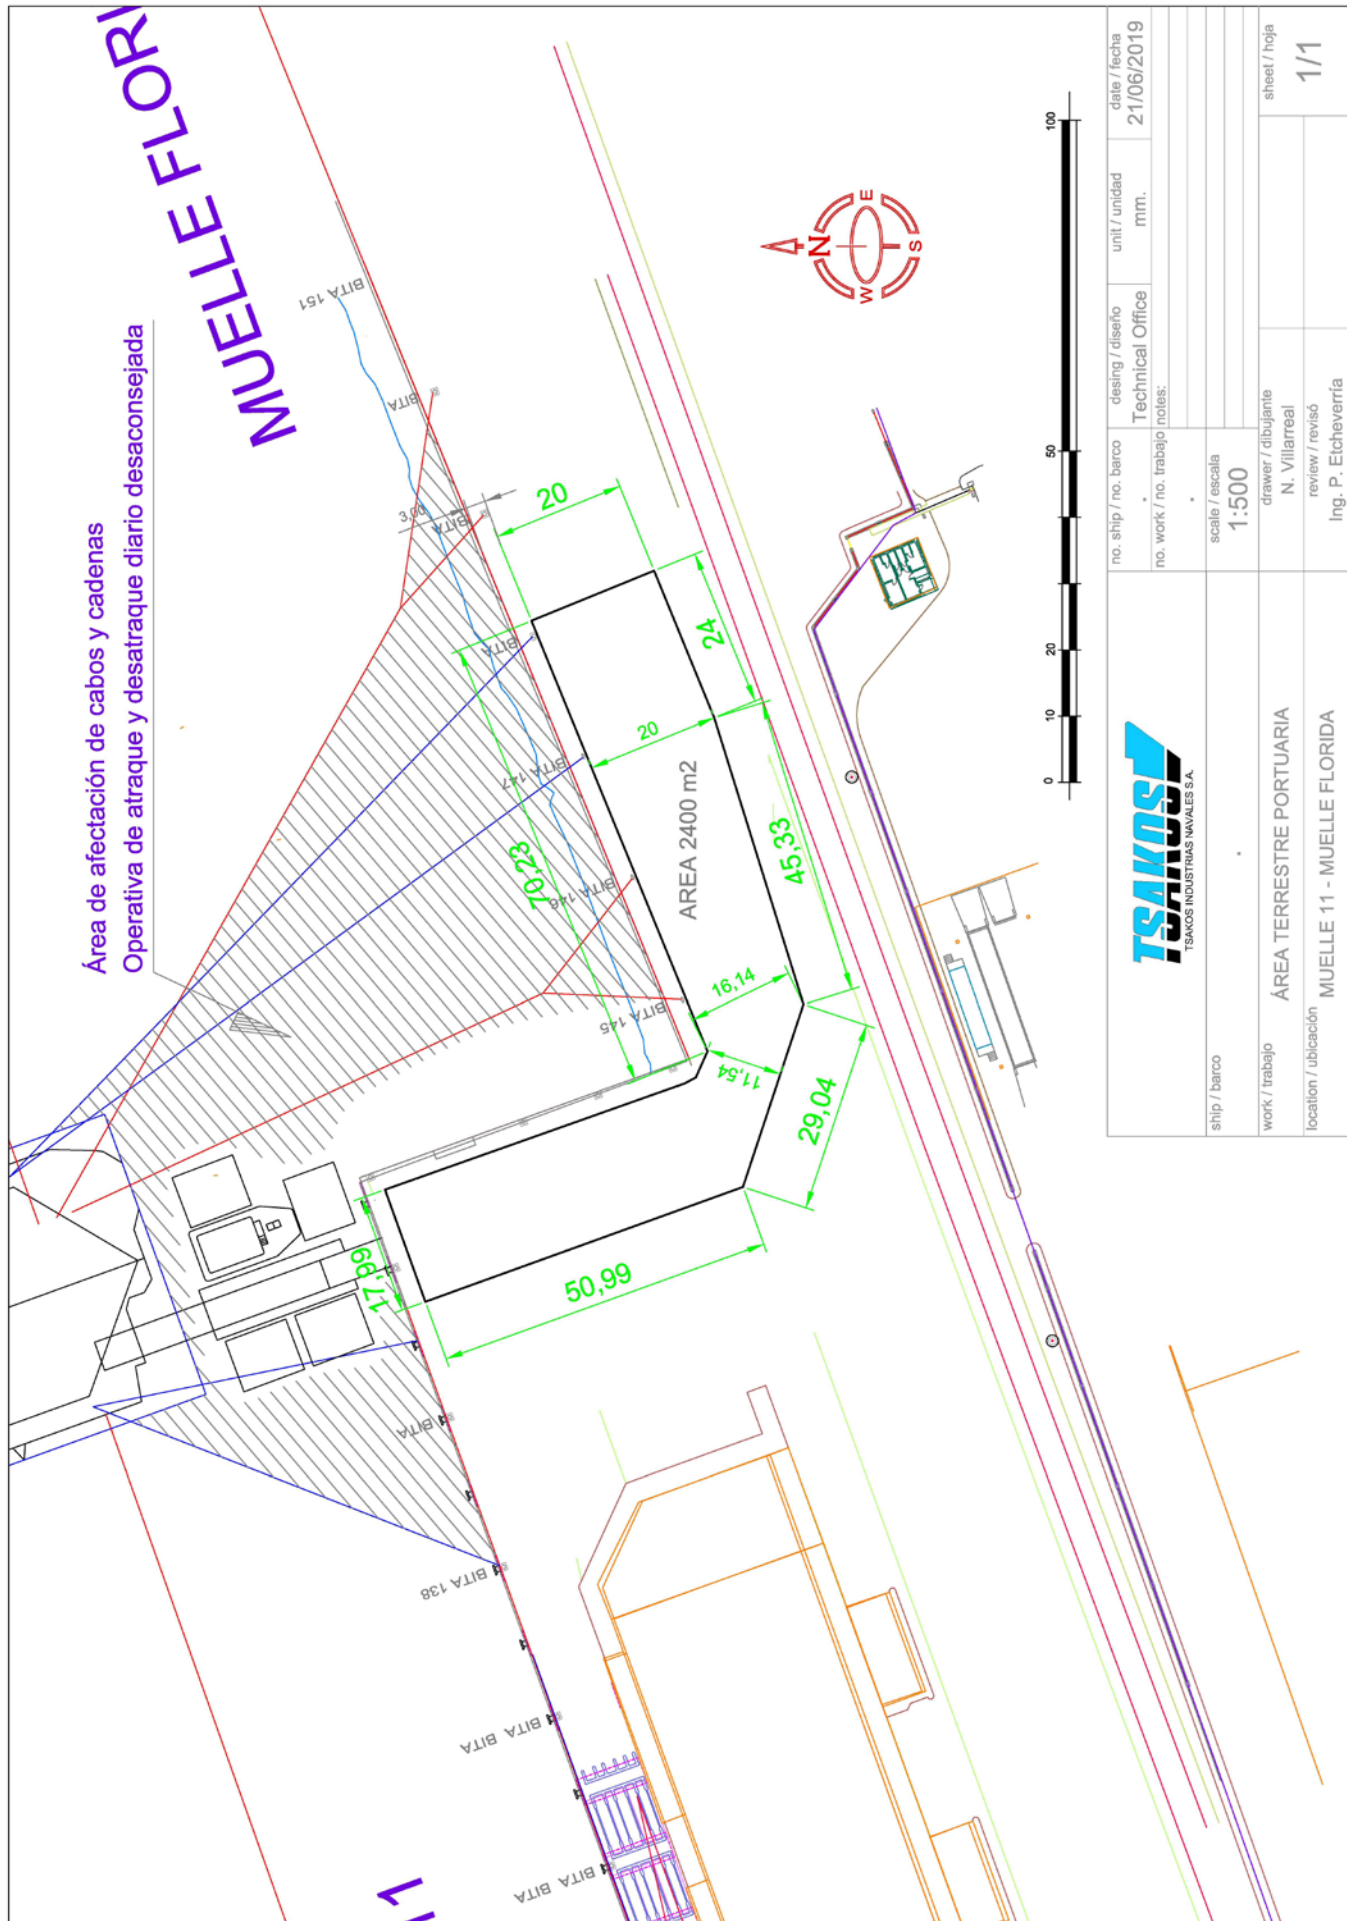 MUELLE FLORI
Área de afectación de cabos y cadenas
Operativa de atraque y desatraque diario desaconsejada
BITA 151
BITA
3,00
BITA
20
BITA
24
20
BITA 147
70,23
BITA 146
AREA 2400 m2
45,33
16,14
BITA 145
11,54
29,04
17,99
50,99
BITA
BITA 138
BITA
BITA
BITA
BITA
11
N
E
S
W
0
10
20
50
100
TSAKOS
TSAKOS INDUSTRIAS NAVALES S.A.
no. ship / no. barco
.
desing / diseño
Technical Office
unit / unidad
mm.
date / fecha
21/06/2019
no. work / no. trabajo
.
notes:
ship / barco
.
scale / escala
1:500
work / trabajo
ÁREA TERRESTRE PORTUARIA
drawer / dibujante
N. Villarreal
sheet / hoja
1/1
location / ubicación
MUELLE 11 - MUELLE FLORIDA
review / revisó
Ing. P. Etcheverría